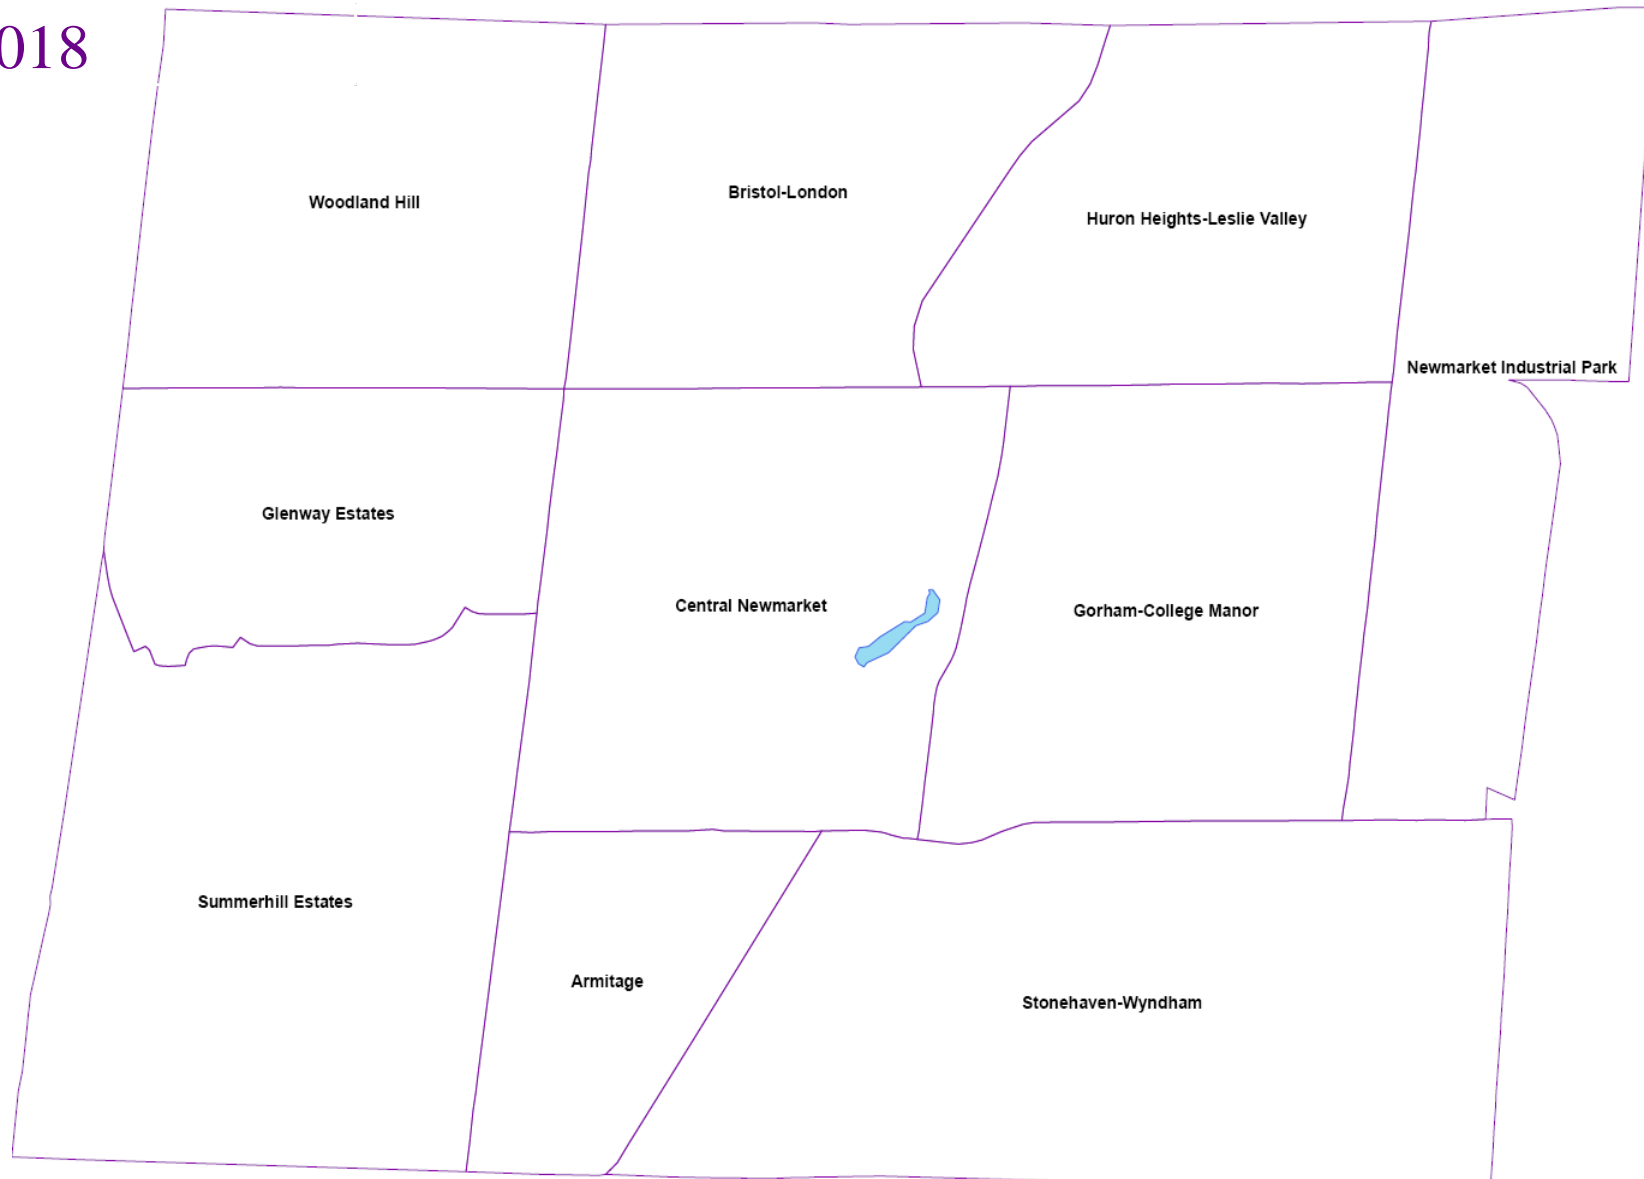 018
Woodland Hill
Bristol-London
Huron Heights-Leslie Valley
Newmarket Industrial Park
Glenway Estates
Central Newmarket
Gorham-College Manor
Summerhill Estates
Armitage
Stonehaven-Wyndham